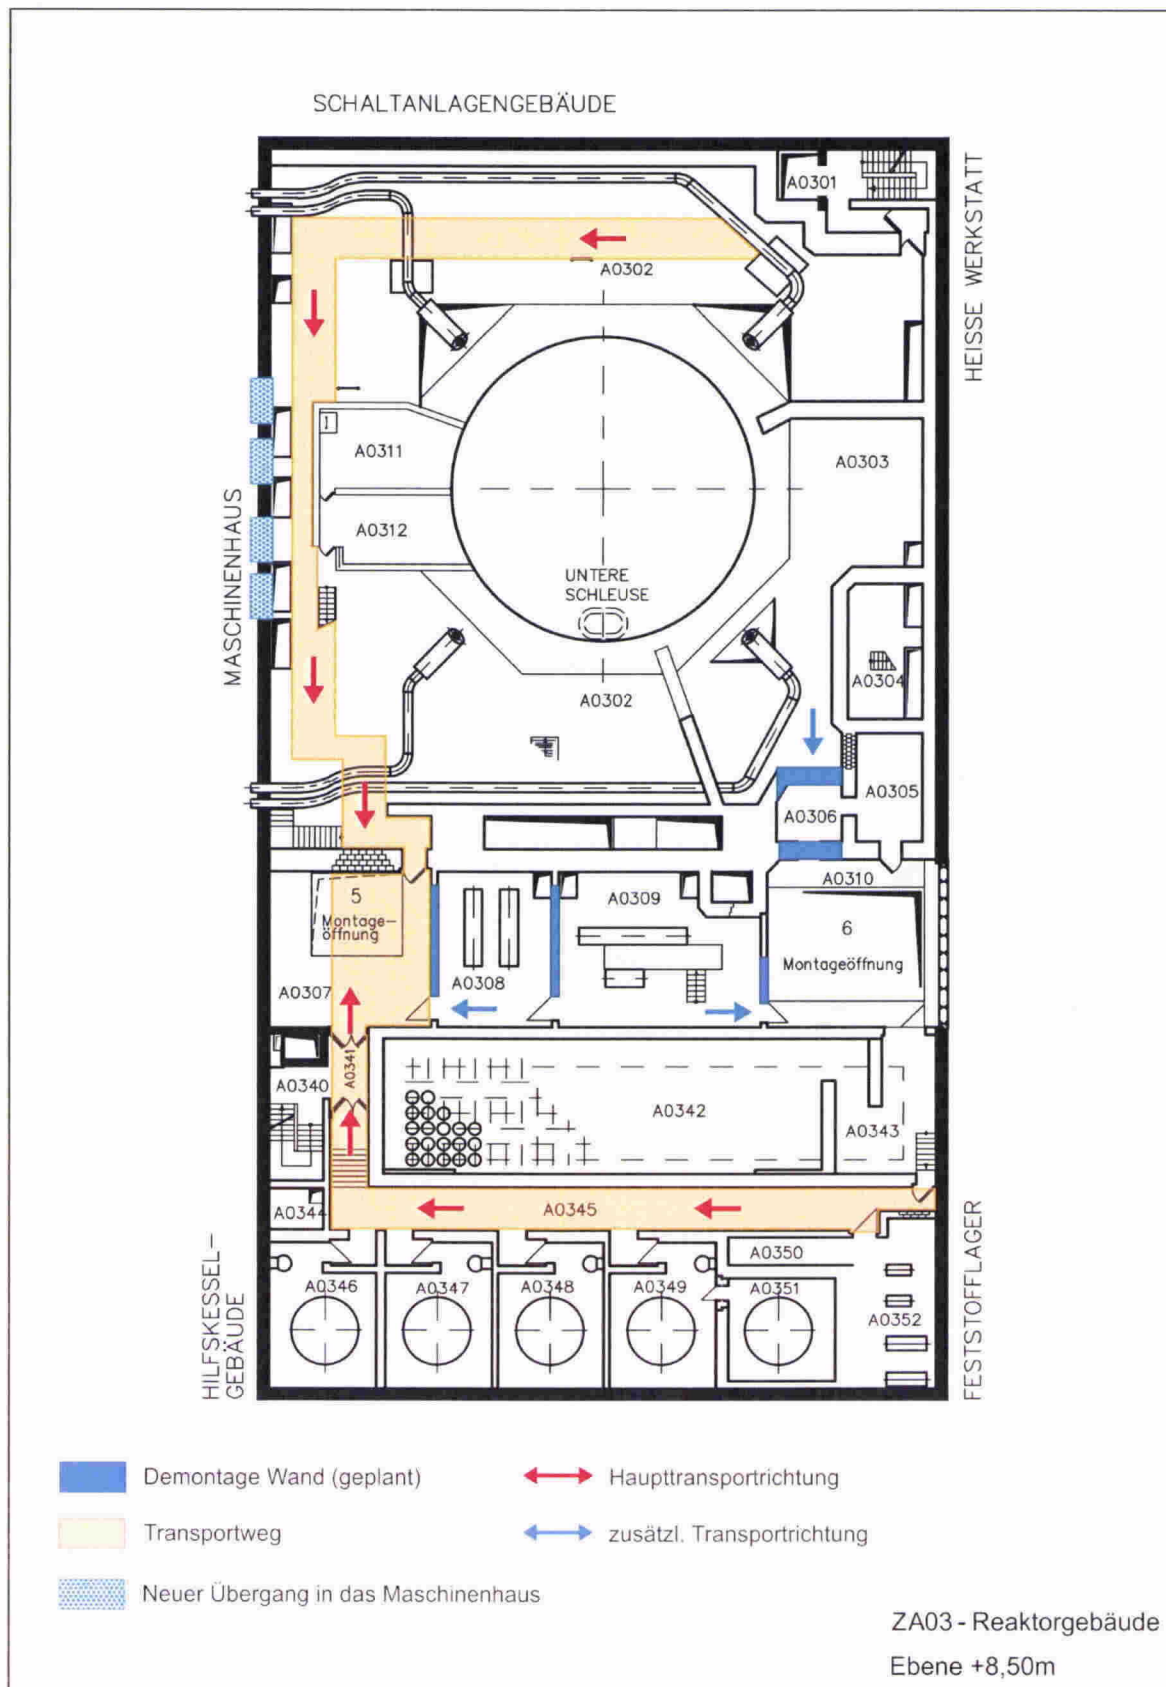 SCHALTANLAGENGEBÄUDE
A0301
HEISSE WERKSTATT
A0302
A0311
A0303
A0312
MASCHINENHAUS
UNTERE
SCHLEUSE
A0304
A0302
A0305
A0306
A0310
5
Montage-
öffnung
A0309
6
Montageöffnung
A0308
A0307
A0341
A0340
A0342
A0343
A0344
A0345
HILFSKESSEL-
GEBÄUDE
FESTSTOFFLAGER
A0350
A0346
A0347
A0348
A0349
A0351
A0352
Demontage Wand (geplant)
Haupttransportrichtung
Transportweg
zusätzl. Transportrichtung
Neuer Übergang in das Maschinenhaus
ZA03 - Reaktorgebäude
Ebene +8,50m